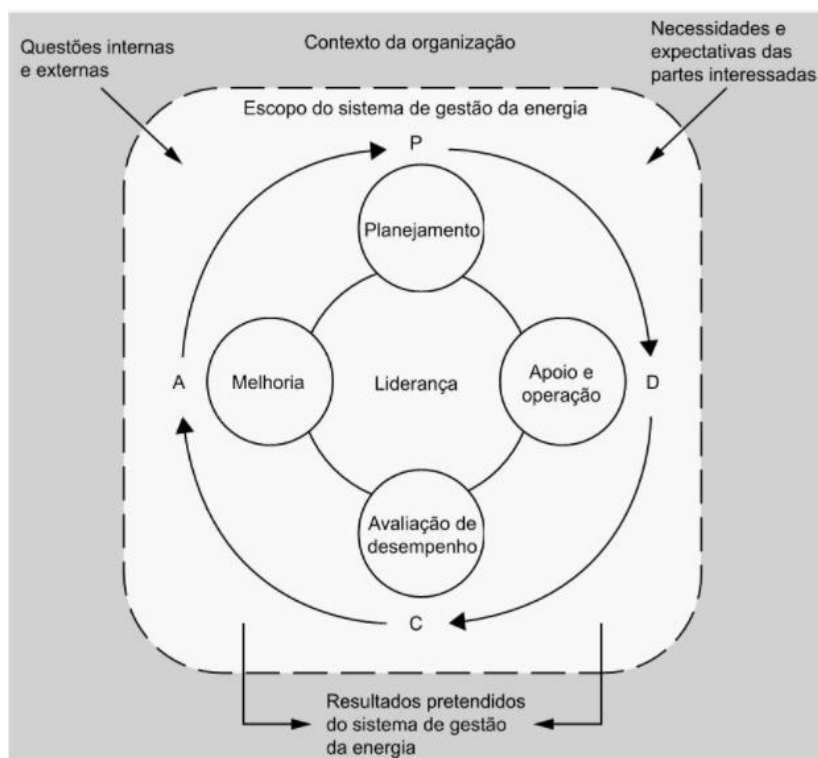 Questões internas
e externas
Contexto da organização
Necessidades e
expectativas das
partes interessadas
Escopo do sistema de gestão da energia
P
Planejamento
A
Melhoria
Liderança
Apoio e
operação
D
Avaliação de
desempenho
C
Resultados pretendidos
do sistema de gestão
da energia